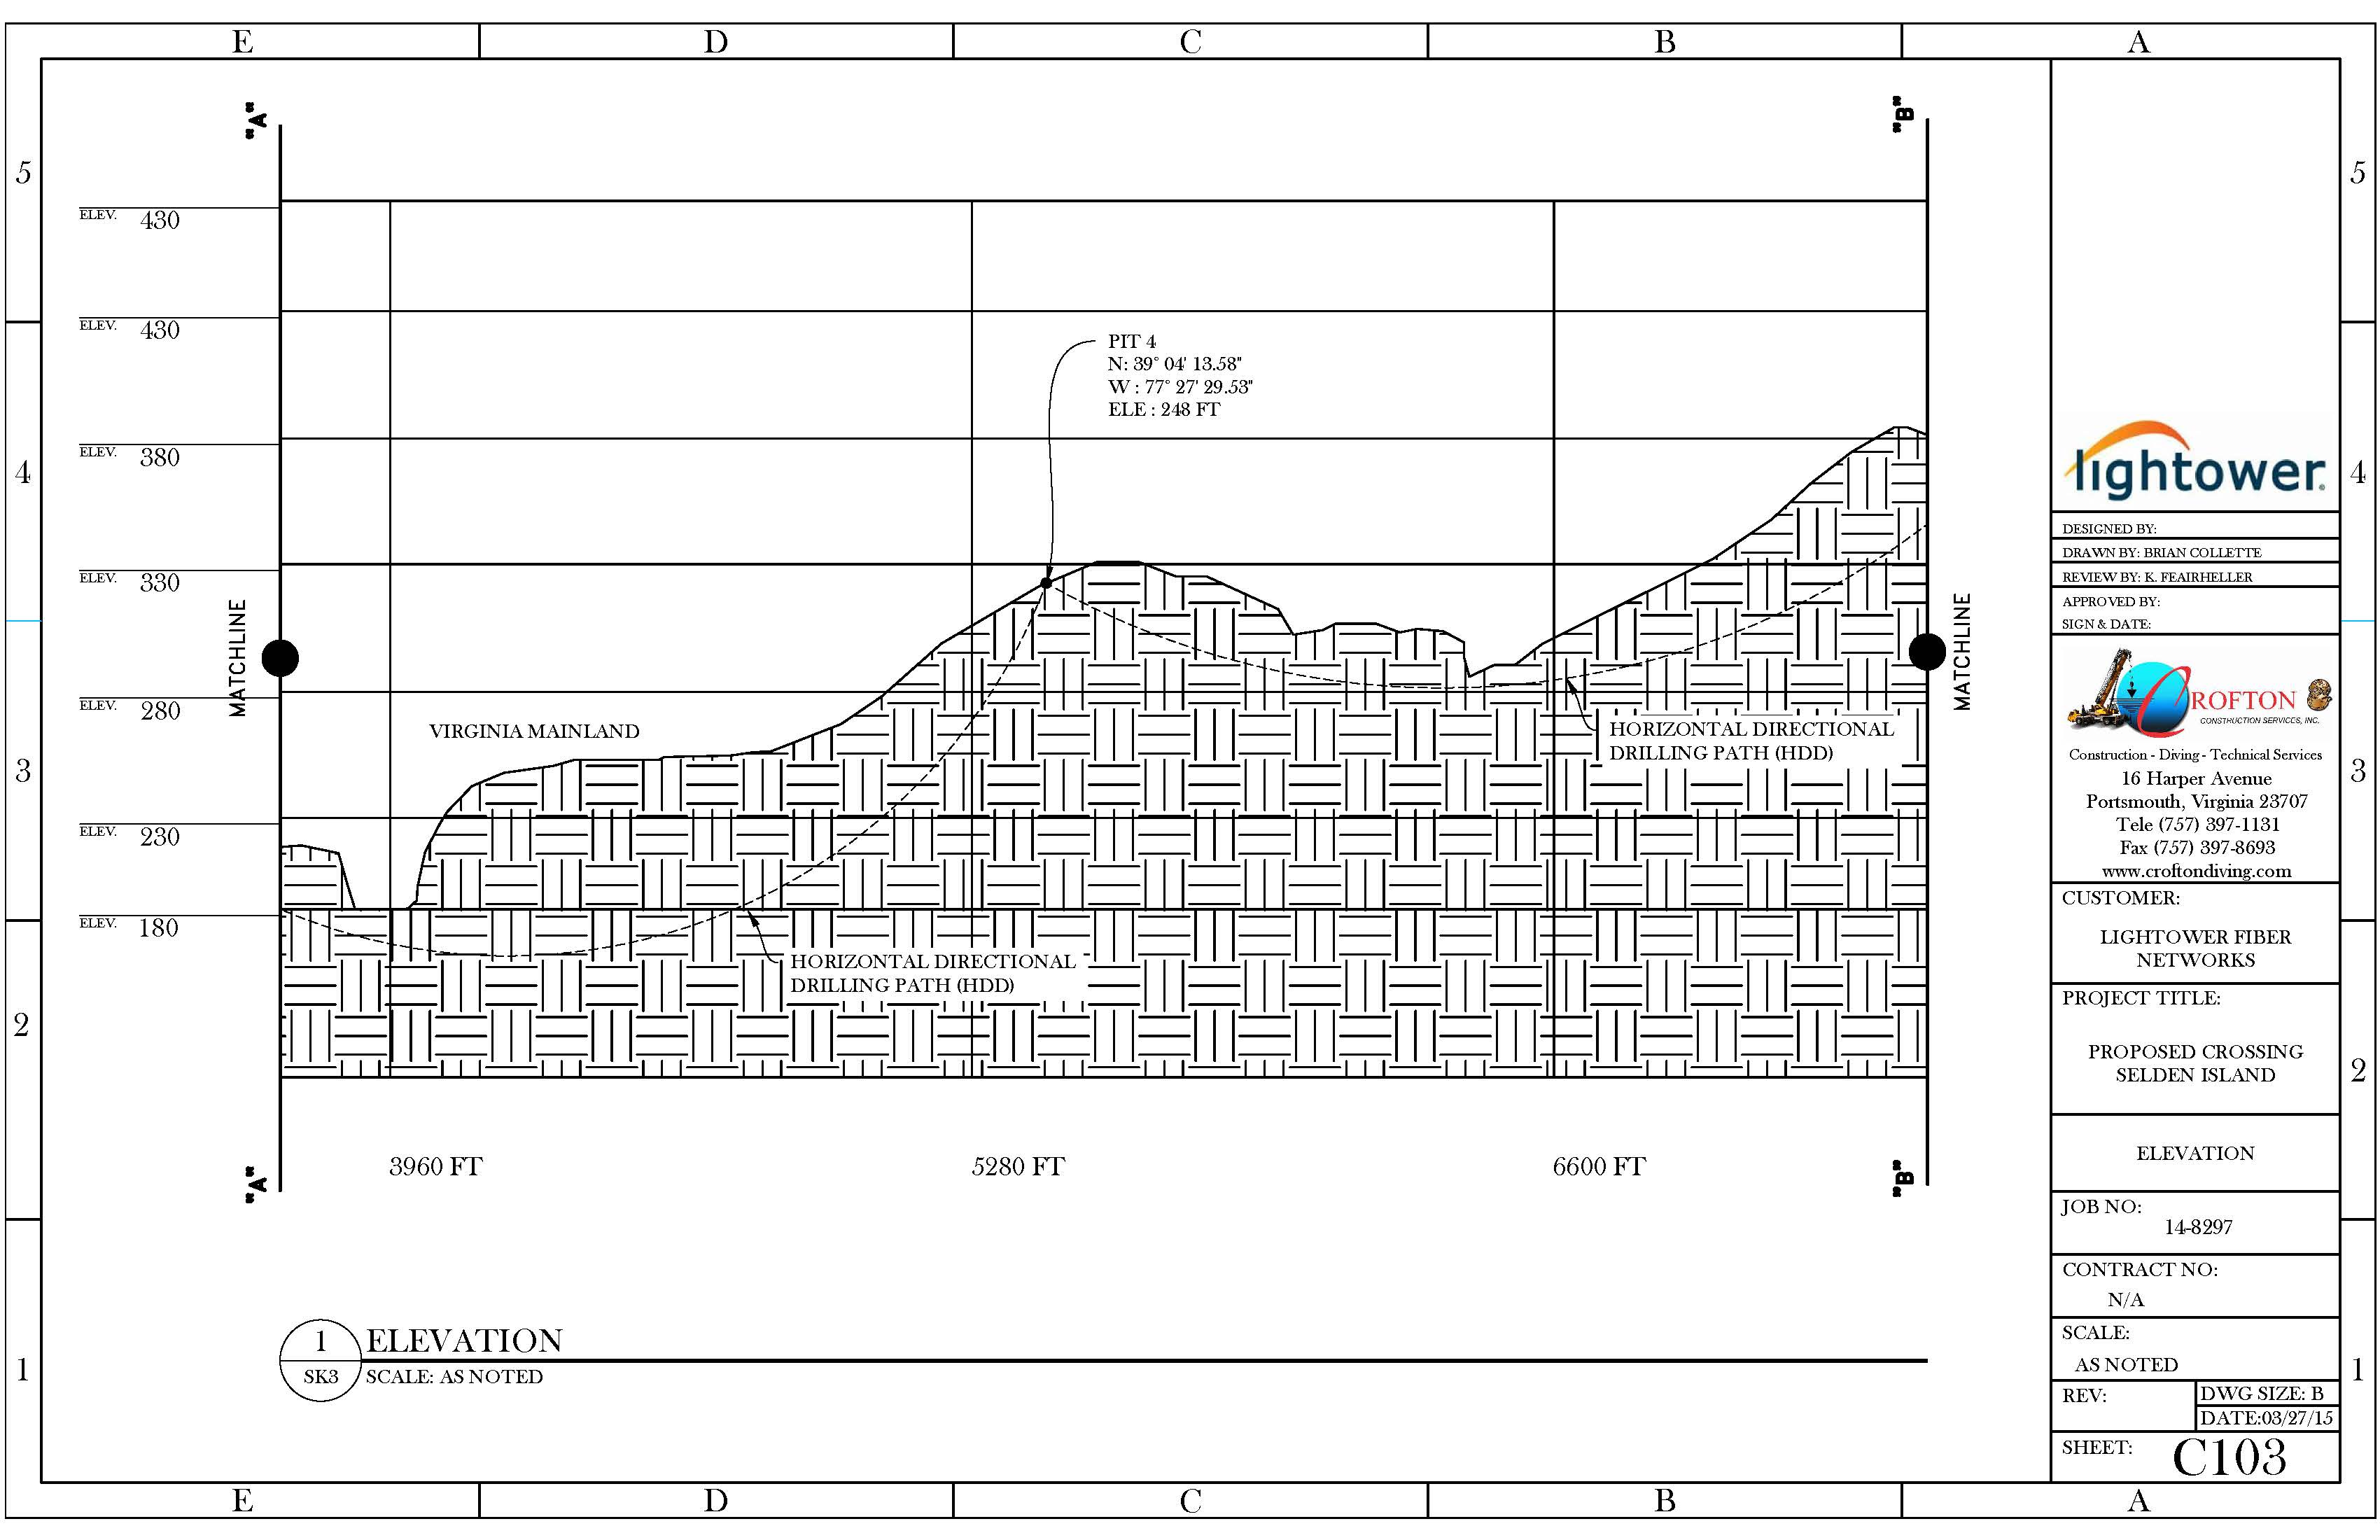 E D C B A
"A" "B"
5 5
ELEV. 430
ELEV. 430
PIT 4
N: 39° 04' 13.58"
W : 77° 27' 29.53"
ELE : 248 FT
4 4
ELEV. 380
ELEV. 330
MATCHLINE
MATCHLINE
ELEV. 280
VIRGINIA MAINLAND
HORIZONTAL DIRECTIONAL
DRILLING PATH (HDD)
3 3
ELEV. 230
ELEV. 180
HORIZONTAL DIRECTIONAL
DRILLING PATH (HDD)
2 2
3960 FT 5280 FT 6600 FT
"A" "B"
1 ELEVATION
SK3 SCALE: AS NOTED
1 1
E D C B A
lightower
DESIGNED BY:
DRAWN BY: BRIAN COLLETTE
REVIEW BY: K. FEAIRHELLER
APPROVED BY:
SIGN & DATE:
CROFTON
CONSTRUCTION SERVICES, INC.
Construction - Diving - Technical Services
16 Harper Avenue
Portsmouth, Virginia 23707
Tele (757) 397-1131
Fax (757) 397-8693
www.croftondiving.com
CUSTOMER:
LIGHTOWER FIBER
NETWORKS
PROJECT TITLE:
PROPOSED CROSSING
SELDEN ISLAND
ELEVATION
JOB NO:
14-8297
CONTRACT NO:
N/A
SCALE:
AS NOTED
REV:
DWG SIZE: B
DATE:03/27/15
SHEET: C103